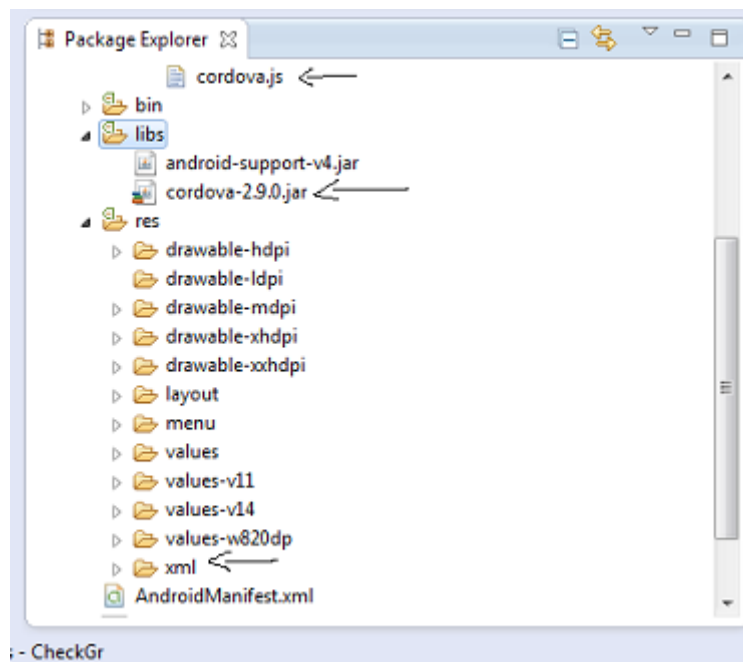 Package Explorer
cordova.js
bin
libs
android-support-v4.jar
cordova-2.9.0.jar
res
drawable-hdpi
drawable-ldpi
drawable-mdpi
drawable-xhdpi
drawable-xxhdpi
layout
menu
values
values-v11
values-v14
values-w820dp
xml
AndroidManifest.xml
- CheckGr